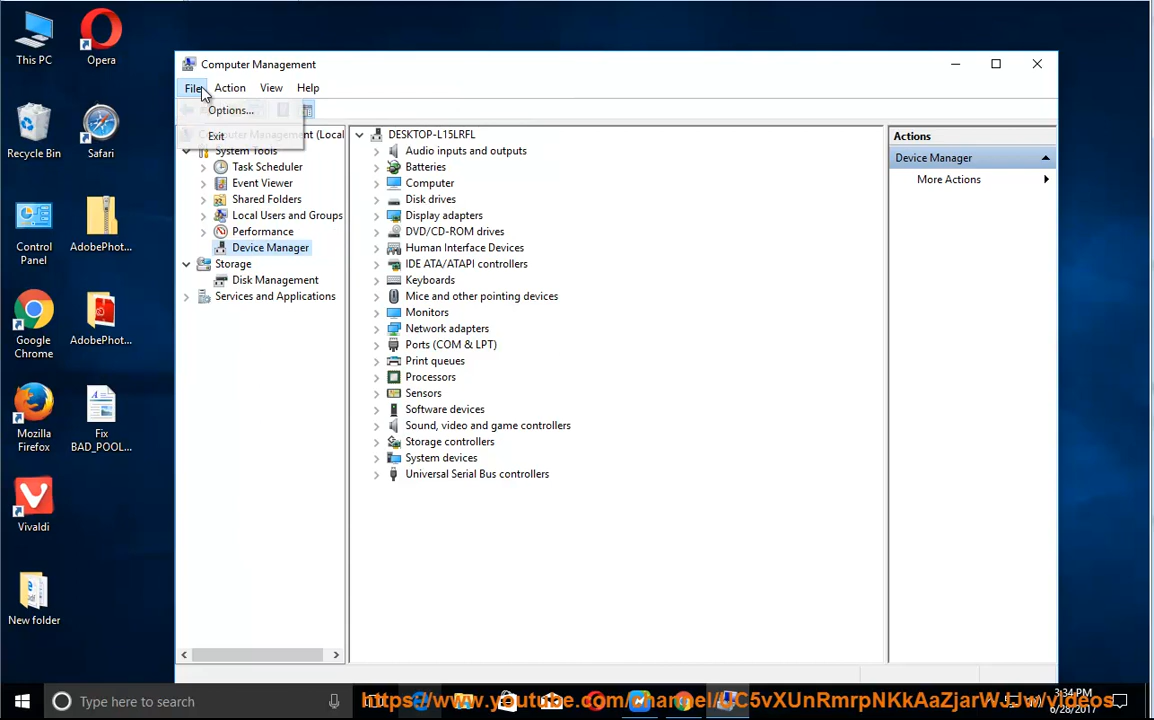 This PC
Opera
Recycle Bin
Safari
Control
Panel
AdobePhot...
Google
Chrome
AdobePhot...
Mozilla
Firefox
Fix
BAD_POOL...
Vivaldi
New folder
Computer Management
File
Action
View
Help
Options...
Exit
Computer Management (Local
System Tools
Task Scheduler
Event Viewer
Shared Folders
Local Users and Groups
Performance
Device Manager
Storage
Disk Management
Services and Applications
DESKTOP-L15LRFL
Audio inputs and outputs
Batteries
Computer
Disk drives
Display adapters
DVD/CD-ROM drives
Human Interface Devices
IDE ATA/ATAPI controllers
Keyboards
Mice and other pointing devices
Monitors
Network adapters
Ports (COM & LPT)
Print queues
Processors
Sensors
Software devices
Sound, video and game controllers
Storage controllers
System devices
Universal Serial Bus controllers
Actions
Device Manager
More Actions
Type here to search
https://www.youtube.com/channel/UC5vXUnRmrpNKkAaZjarWJyw/videos
3:34 PM
6/28/2017